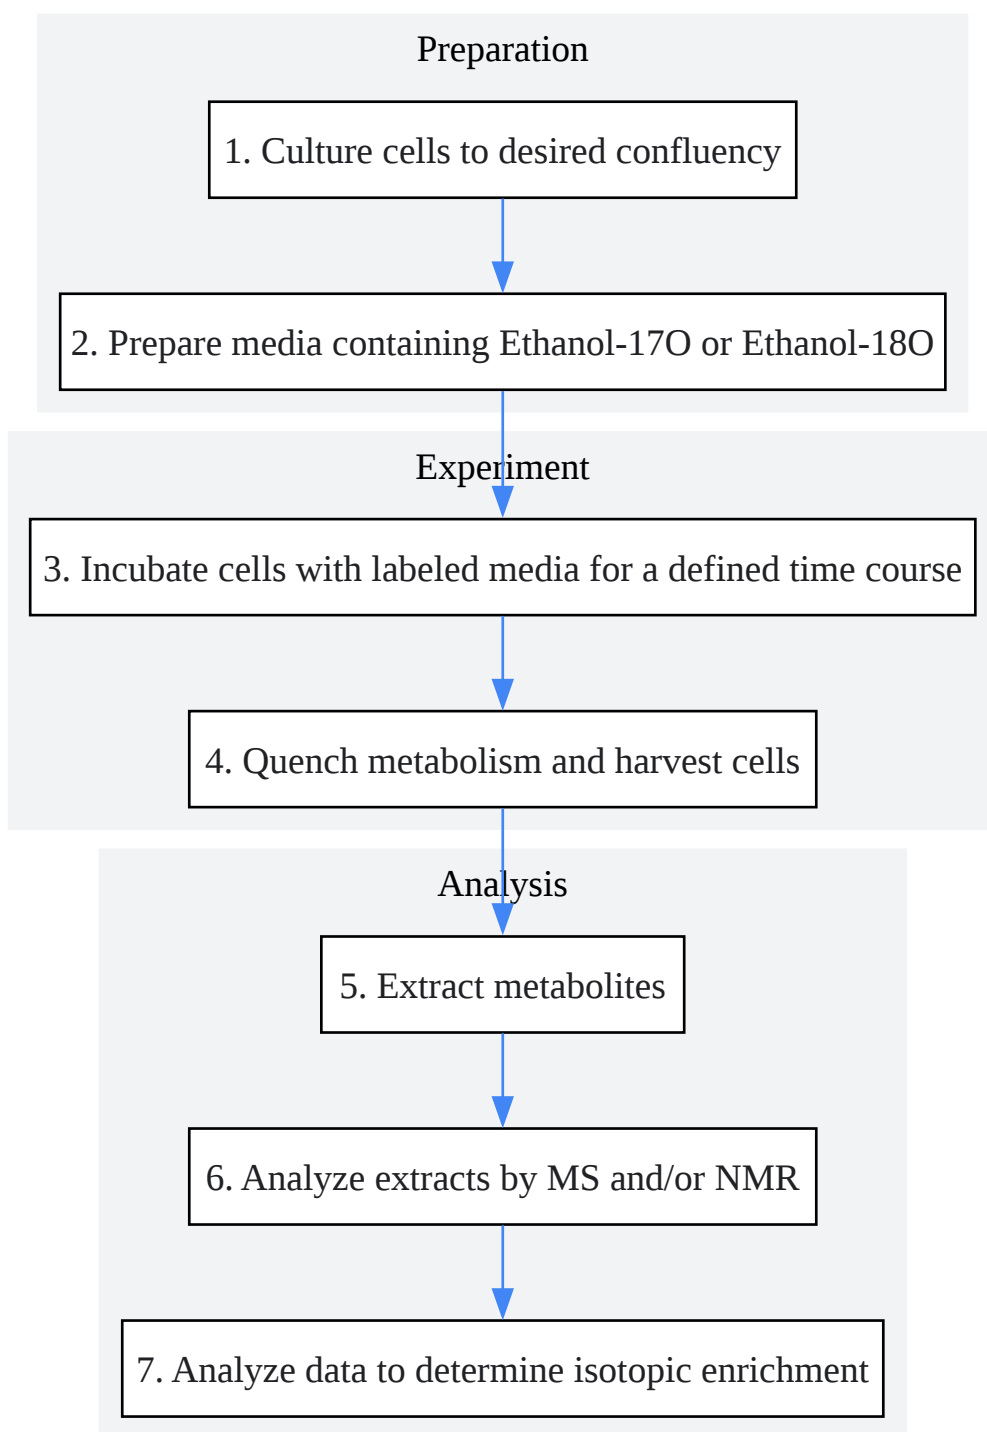 Preparation
1. Culture cells to desired confluency
2. Prepare media containing Ethanol-17O or Ethanol-18O
Experiment
3. Incubate cells with labeled media for a defined time course
4. Quench metabolism and harvest cells
Analysis
5. Extract metabolites
6. Analyze extracts by MS and/or NMR
7. Analyze data to determine isotopic enrichment